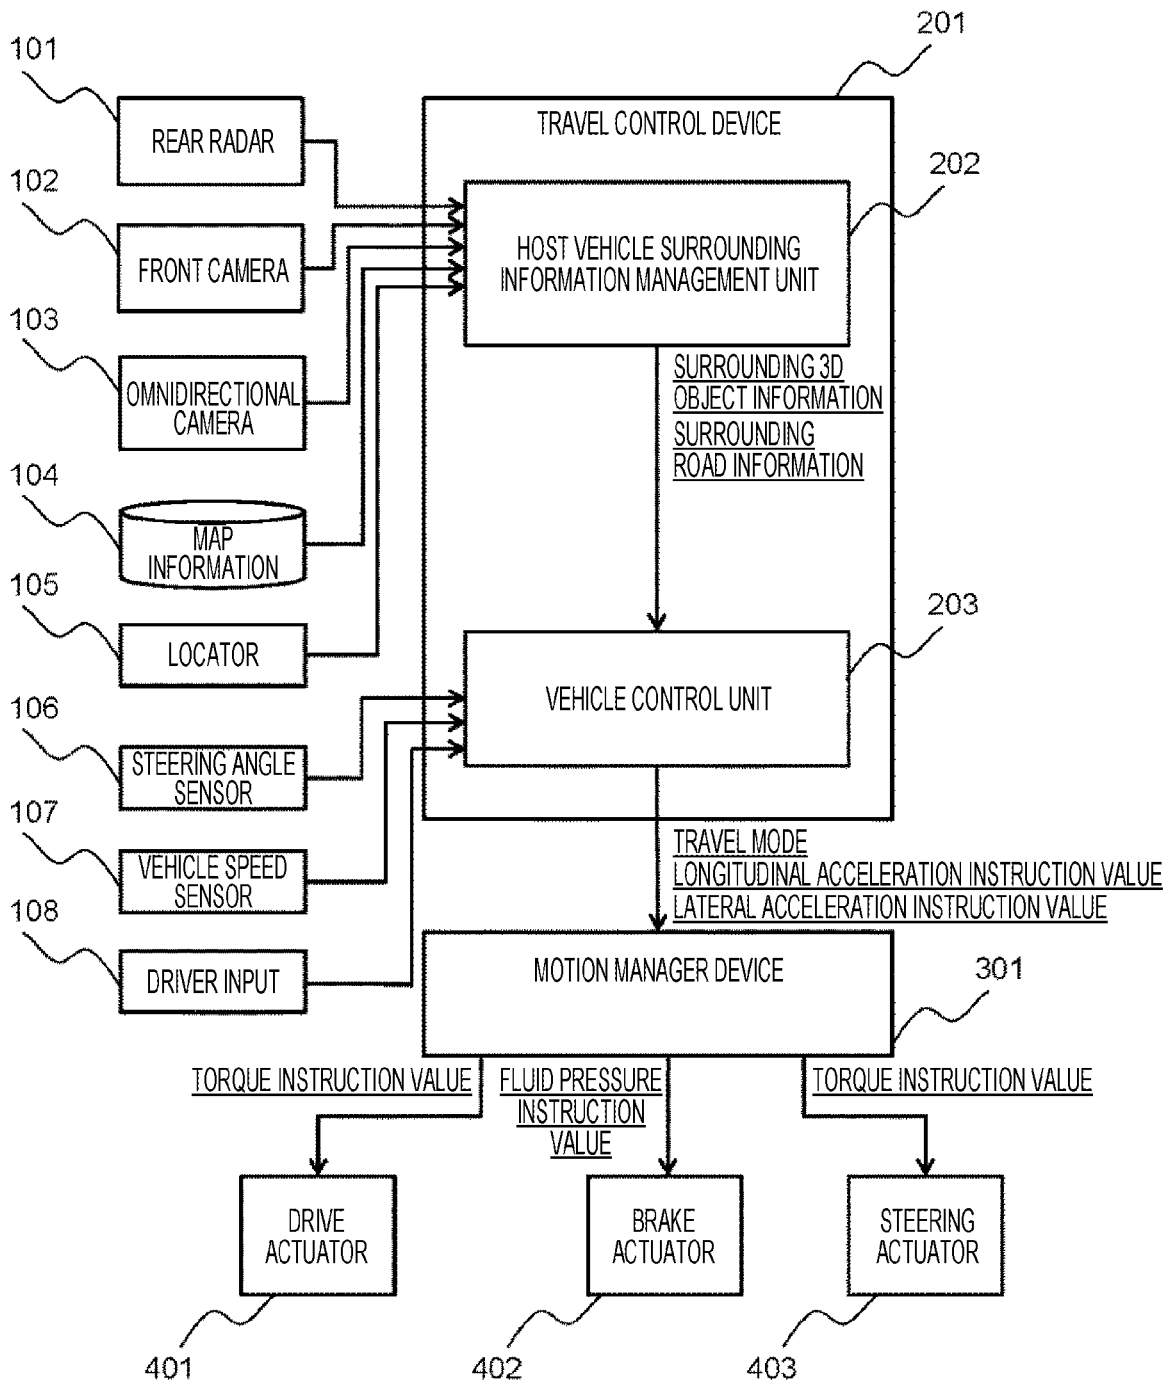 101
REAR RADAR
102
FRONT CAMERA
103
OMNIDIRECTIONAL
CAMERA
104
MAP
INFORMATION
105
LOCATOR
106
STEERING ANGLE
SENSOR
107
VEHICLE SPEED
SENSOR
108
DRIVER INPUT
201
TRAVEL CONTROL DEVICE
202
HOST VEHICLE SURROUNDING
INFORMATION MANAGEMENT UNIT
SURROUNDING 3D
OBJECT INFORMATION
SURROUNDING
ROAD INFORMATION
203
VEHICLE CONTROL UNIT
TRAVEL MODE
LONGITUDINAL ACCELERATION INSTRUCTION VALUE
LATERAL ACCELERATION INSTRUCTION VALUE
MOTION MANAGER DEVICE
301
TORQUE INSTRUCTION VALUE
FLUID PRESSURE
INSTRUCTION
VALUE
TORQUE INSTRUCTION VALUE
DRIVE
ACTUATOR
BRAKE
ACTUATOR
STEERING
ACTUATOR
401
402
403